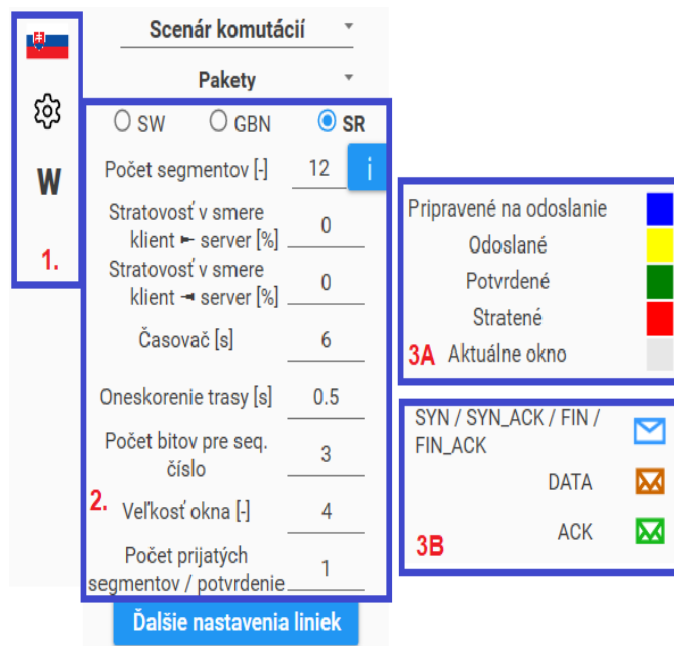 Scenár komutácií
Pakety
SW GBN SR
Počet segmentov [-] 12 i
Stratovosť v smere
klient ► server [%] 0
Stratovosť v smere
klient ◄ server [%] 0
Časovač [s] 6
Oneskorenie trasy [s] 0.5
Počet bitov pre seq.
číslo 3
Veľkosť okna [-] 4
Počet prijatých
segmentov / potvrdenie 1
2.
Ďalšie nastavenia liniek
W
1.
Pripravené na odoslanie
Odoslané
Potvrdené
Stratené
3A Aktuálne okno
SYN / SYN_ACK / FIN /
FIN_ACK
DATA
ACK
3B